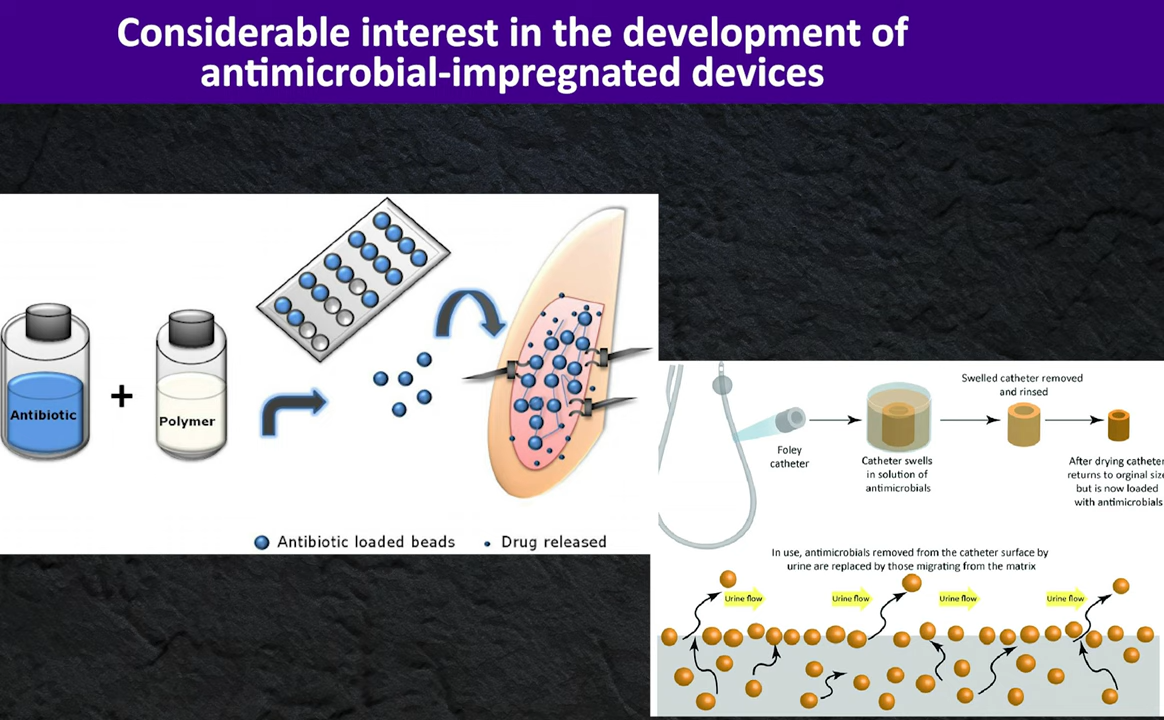 Considerable interest in the development of
antimicrobial-impregnated devices
Antibiotic
+
Polymer
Antibiotic loaded beads
Drug released
Foley
catheter
Catheter swells
in solution of
antimicrobials
Swelled catheter removed
and rinsed
After drying catheter
returns to orginal size
but is now loaded
with antimicrobials
In use, antimicrobials removed from the catheter surface by
urine are replaced by those migrating from the matrix
Urine flow
Urine flow
Urine flow
Urine flow